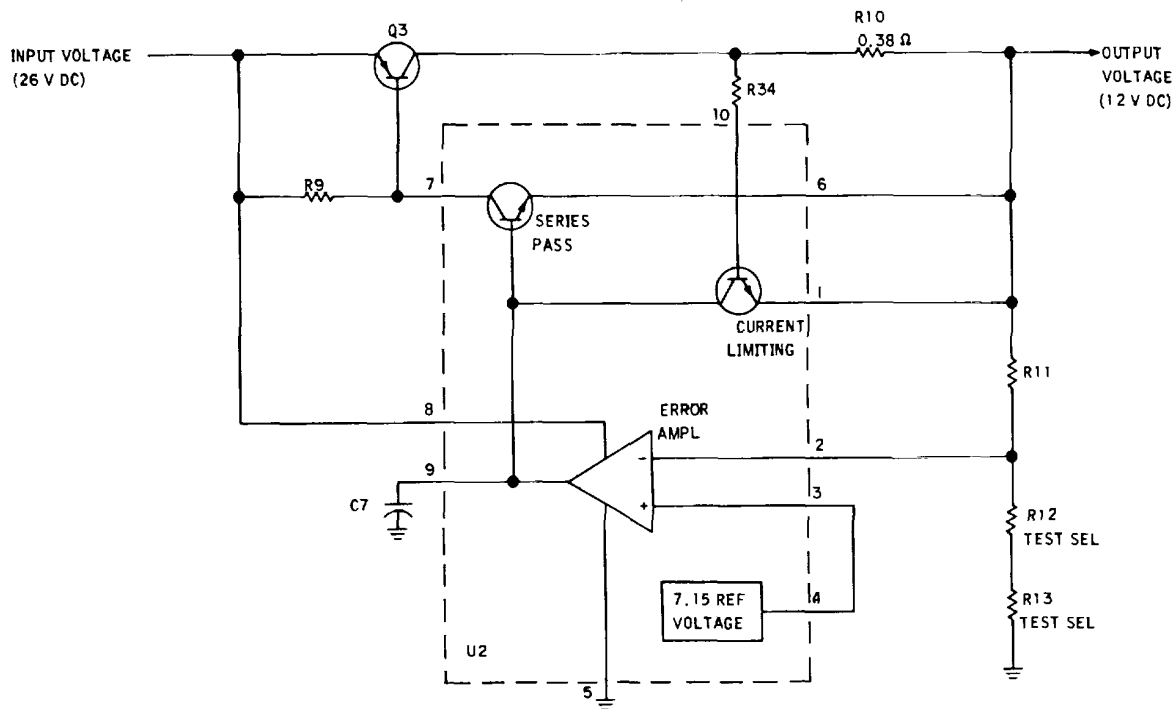 R10
Q3
INPUT VOLTAGE
(26 V DC)
0.38 Ω
OUTPUT
VOLTAGE
(12 V DC)
R34
10
R9
7
6
SERIES
PASS
1
CURRENT
LIMITING
R11
8
ERROR
AMPL
9
-
2
3
C7
+
R12
TEST SEL
7.15 REF
VOLTAGE
4
R13
TEST SEL
U2
5